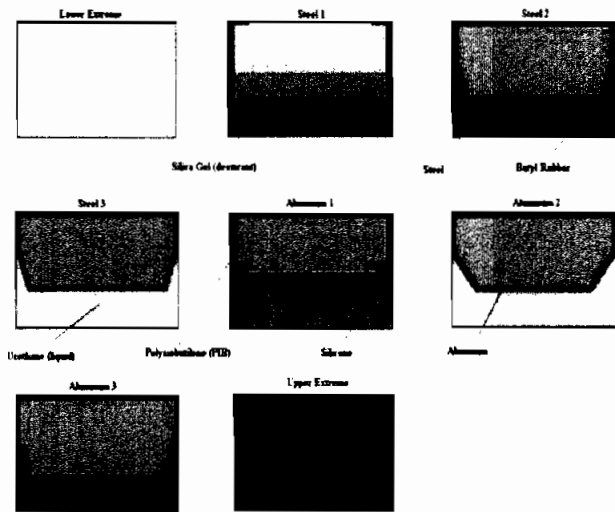 Lower Extreme
Steel 1
Steel 2
Silica Gel (desiccant)
Steel
Butyl Rubber
Steel 3
Aluminum 1
Aluminum 2
Urethane (liquid)
Polyisobutilene (PIB)
Silicone
Aluminum
Aluminum 3
Upper Extreme